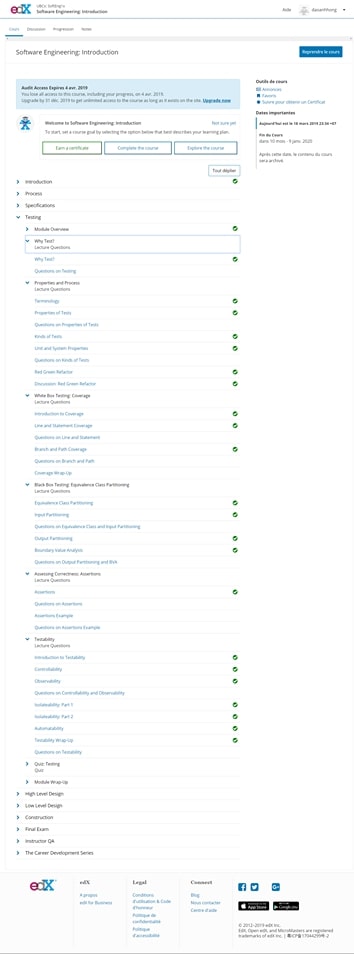 edX
UBCx: SoftEng1x
Software Engineering: Introduction
Aide
dananhhong
Cours
Discussion
Progression
Notes
Software Engineering: Introduction
Reprendre le cours
Audit Access Expires 4 avr. 2019
You lose all access to this course, including your progress, on 4 avr. 2019.
Upgrade by 31 déc. 2019 to get unlimited access to the course as long as it exists on the site. Upgrade now
Welcome to Software Engineering: Introduction
Not sure yet
To start, set a course goal by selecting the option below that best describes your learning plan.
Earn a certificate
Complete the course
Explore the course
Tout déplier
Introduction
Process
Specifications
Testing
Module Overview
Why Test?
Lecture Questions
Why Test?
Questions on Testing
Properties and Process
Lecture Questions
Terminology
Properties of Tests
Questions on Properties of Tests
Kinds of Tests
Unit and System Properties
Questions on Kinds of Tests
Red Green Refactor
Discussion: Red Green Refactor
White Box Testing: Coverage
Lecture Questions
Introduction to Coverage
Line and Statement Coverage
Questions on Line and Statement
Branch and Path Coverage
Questions on Branch and Path
Coverage Wrap-Up
Black Box Testing: Equivalence Class Partitioning
Lecture Questions
Equivalence Class Partitioning
Input Partitioning
Questions on Equivalence Class and Input Partitioning
Output Partitioning
Boundary Value Analysis
Questions on Output Partitioning and BVA
Assessing Correctness: Assertions
Lecture Questions
Assertions
Questions on Assertions
Assertions Example
Questions on Assertions Example
Testability
Lecture Questions
Introduction to Testability
Controllability
Observability
Questions on Controllability and Observability
Isolateability: Part 1
Isolateability: Part 2
Automatability
Testability Wrap-Up
Questions on Testability
Quiz: Testing
Quiz
Module Wrap-Up
High Level Design
Low Level Design
Construction
Final Exam
Instructor QA
The Career Development Series
Outils de cours
Annonces
Favoris
Suivre pour obtenir un Certificat
Dates importantes
Aujourd'hui est le 16 mars 2019 23:54 +07
Fin du Cours
dans 10 mois - 9 janv. 2020
Après cette date, le contenu du cours
sera archivé
edX
edX
A propos
edX for Business
Legal
Conditions
d'utilisation & Code
d'honneur
Politique de
confidentialité
Politique
d'accessibilité
Connect
Blog
Nous contacter
Centre d'aide
App Store
Google Play
© 2012–2019 edX Inc.
EdX, Open edX, and MicroMasters are registered
trademarks of edX Inc. | 粤ICP备17044299号-2